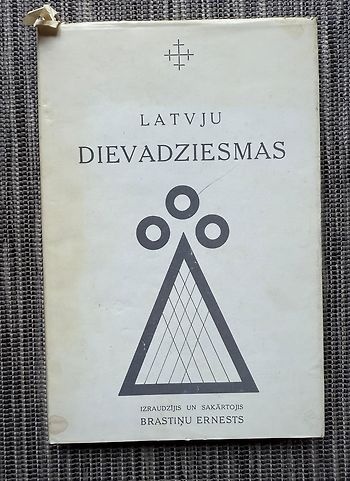 LATVJU
DIEVADZIESMAS
IZRAUDZĪJIS UN SAKĀRTOJIS
BRASTIŅU ERNESTS